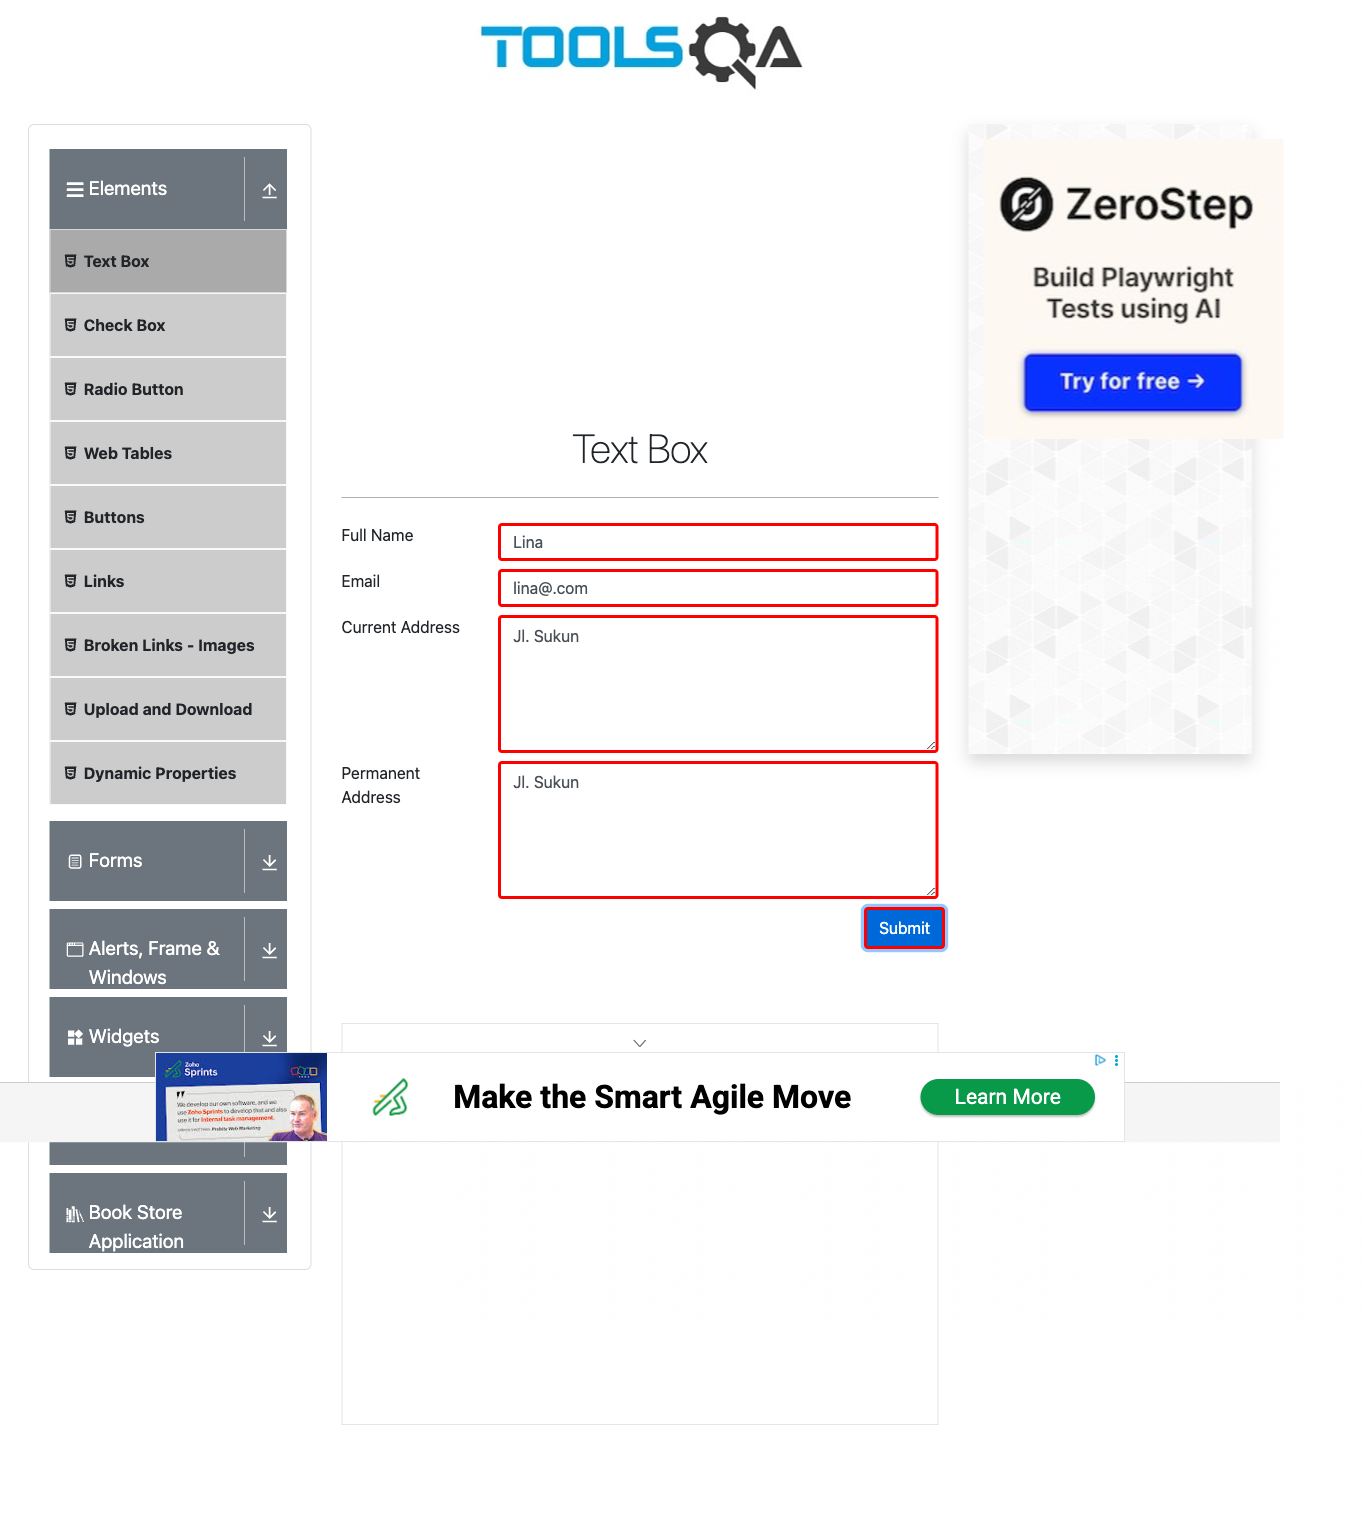 TOOLSQA
Elements
Text Box
Check Box
Radio Button
Web Tables
Buttons
Links
Broken Links - Images
Upload and Download
Dynamic Properties
Forms
Alerts, Frame &
Windows
Widgets
Book Store
Application
Text Box
Full Name
Lina
Email
lina@.com
Current Address
Jl. Sukun
Permanent
Address
Jl. Sukun
Submit
ZeroStep
Build Playwright
Tests using AI
Try for free →
Zoho
Sprints
We develop our own software, and we
use Zoho Sprints to develop that and also
use it for internal task management.
Probity Web Marketing
Make the Smart Agile Move
Learn More